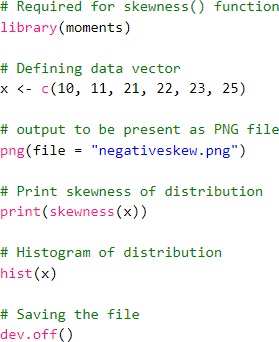 # Required for skewness() function
library(moments)
# Defining data vector
x <- c(10, 11, 21, 22, 23, 25)
# output to be present as PNG file
png(file = "negativeskew.png")
# Print skewness of distribution
print(skewness(x))
# Histogram of distribution
hist(x)
# Saving the file
dev.off()